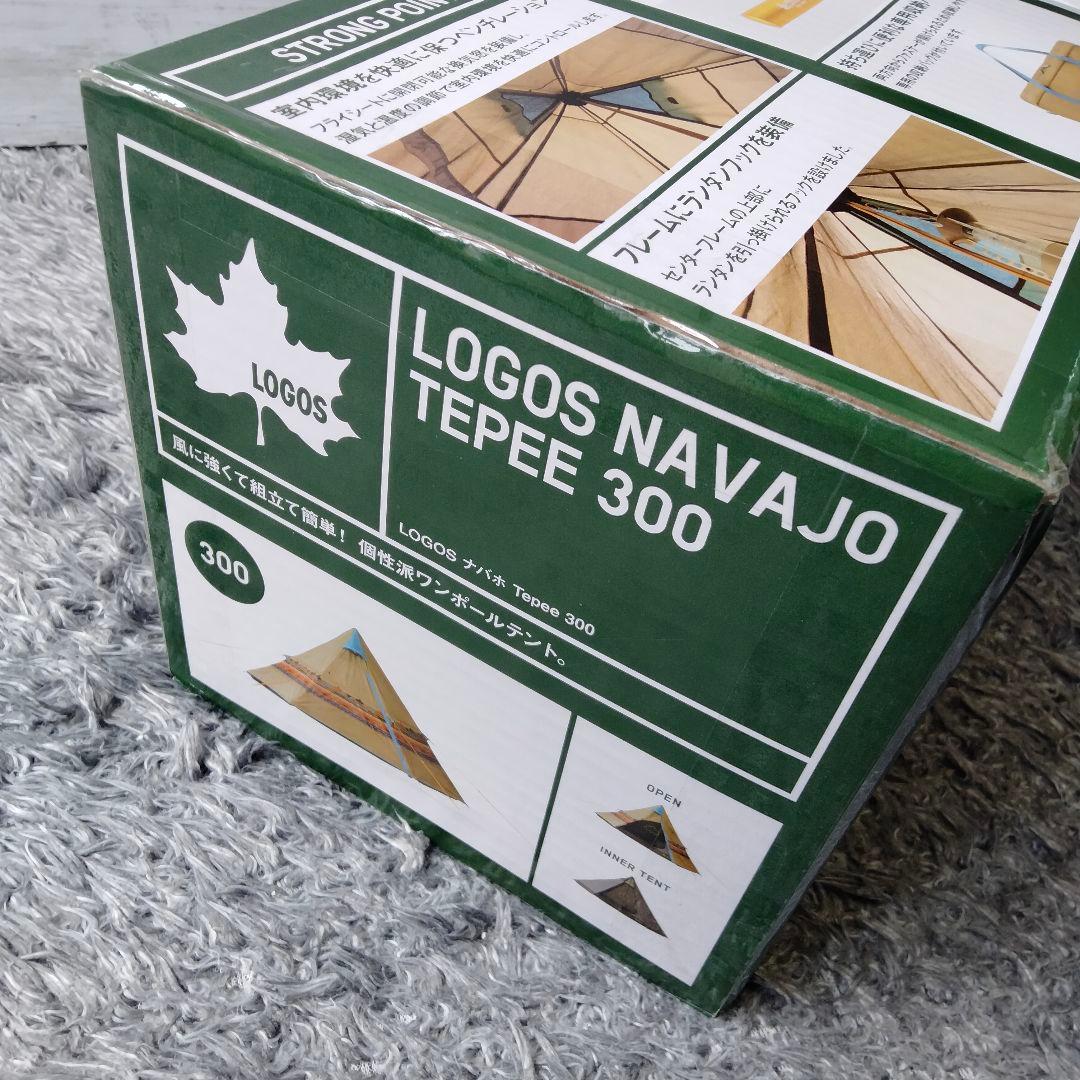 STRONG POIN
室内環境を快適に保つベンチレーション
フライシートに開閉可能な換気窓を装備し、
湿気と温度の調節で室内環境を快適にコントロールします。
フレームにランタンフックを装備
センターフレームの上部に
ランタンを引っ掛けられるフックを設けました。
LOGOS
LOGOS NAVAJO
TEPEE 300
LOGOS ナバホ Tepee 300
風に強くて組立て簡単！ 個性派ワンポールテント。
300
OPEN
INNER TENT